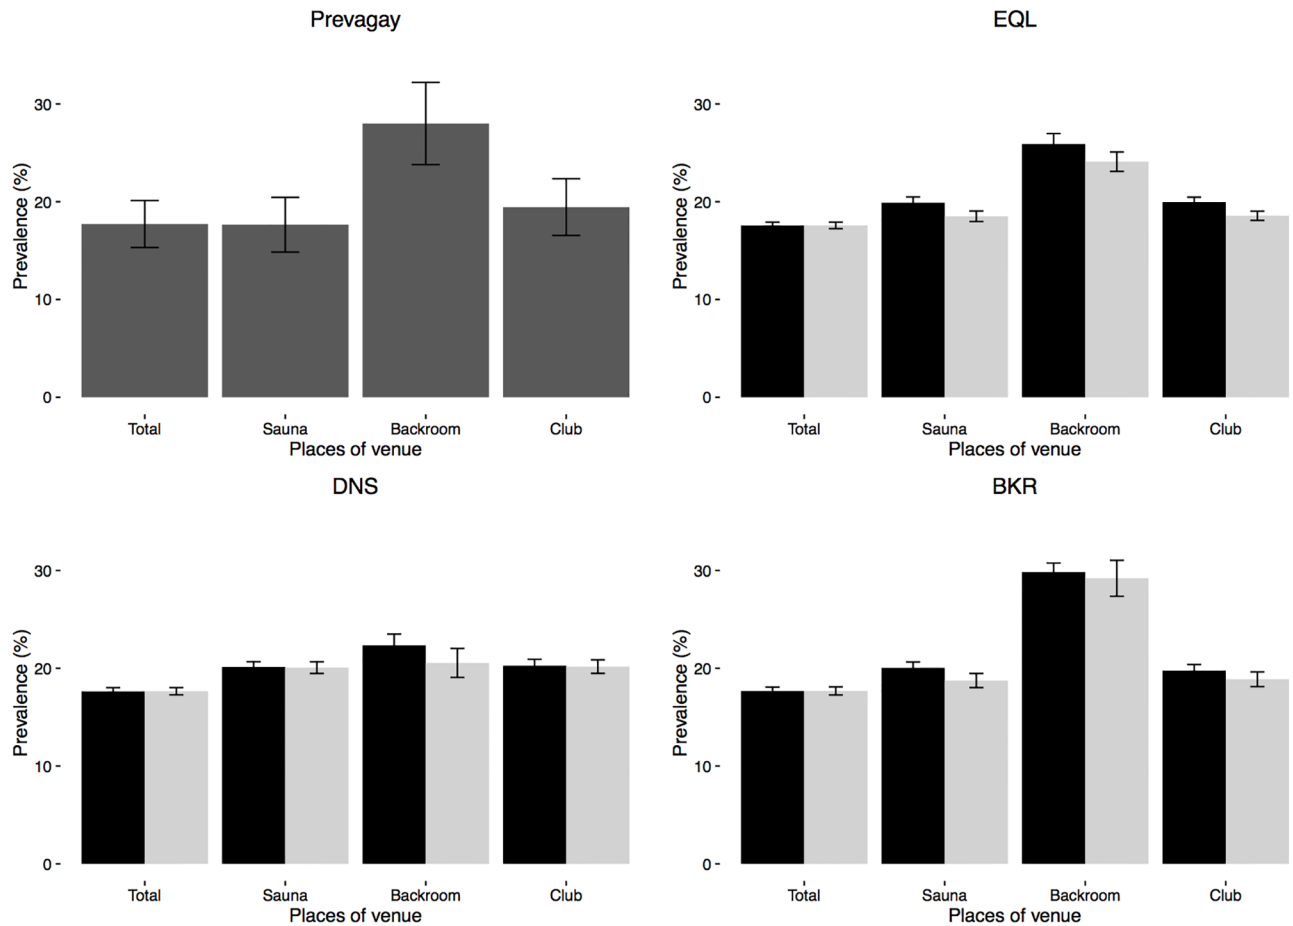 Prevagay
30
20
10
0
Prevalence (%)
Total Sauna Backroom Club
Places of venue
EQL
30
20
10
0
Prevalence (%)
Total Sauna Backroom Club
Places of venue
DNS
30
20
10
0
Prevalence (%)
Total Sauna Backroom Club
Places of venue
BKR
30
20
10
0
Prevalence (%)
Total Sauna Backroom Club
Places of venue